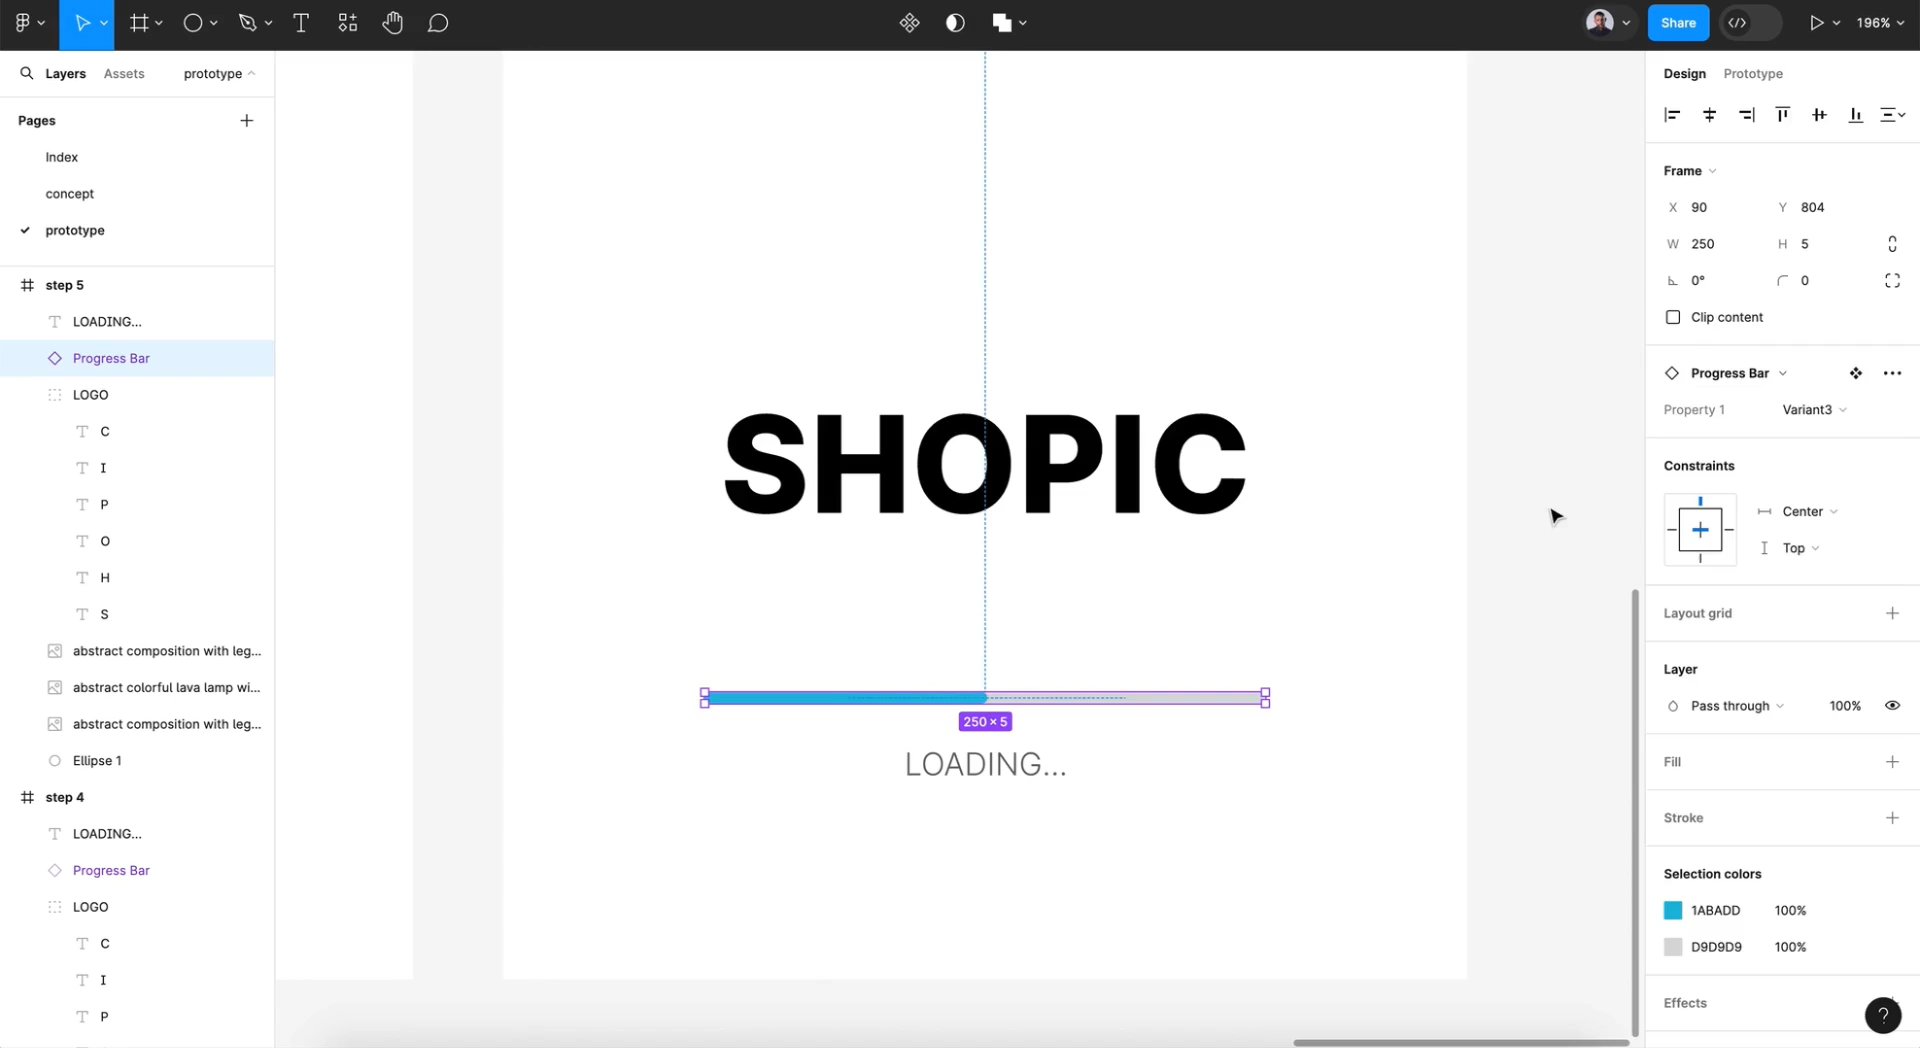 Share
196%
Layers
Assets
prototype
Pages
Index
concept
prototype
step 5
LOADING...
Progress Bar
LOGO
C
I
P
O
H
S
abstract composition with leg...
abstract colorful lava lamp wi...
abstract composition with leg...
Ellipse 1
step 4
LOADING...
Progress Bar
LOGO
C
I
P
SHOPIC
250 × 5
LOADING...
Design
Prototype
Frame
X 90
Y 804
W 250
H 5
0°
0
Clip content
Progress Bar
Property 1
Variant3
Constraints
Center
Top
Layout grid
Layer
Pass through
100%
Fill
Stroke
Selection colors
1ABADD
100%
D9D9D9
100%
Effects
?